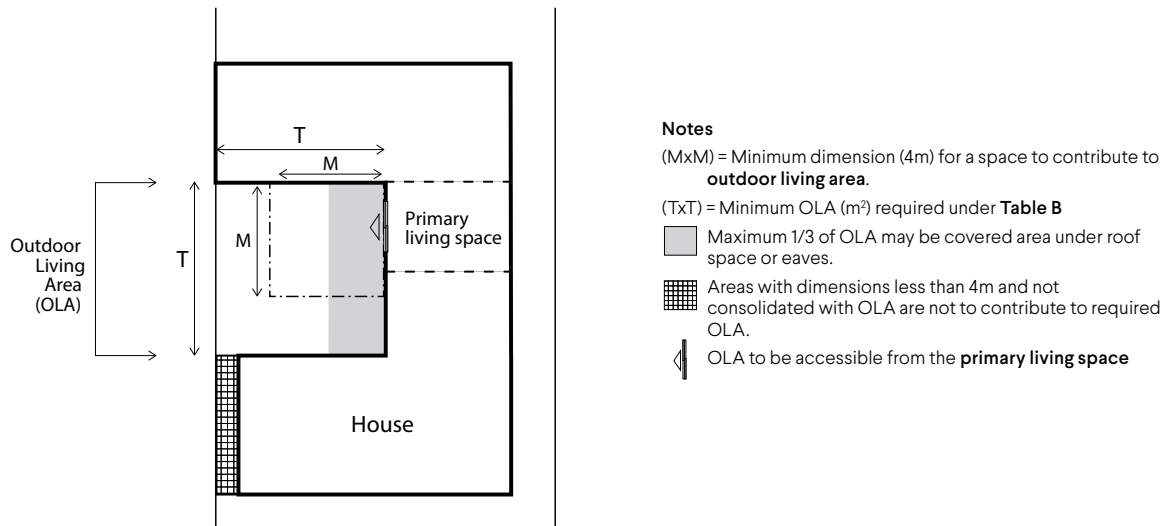 T
M
M
T
Primary
living space
Outdoor
Living
Area
(OLA)
House
Notes
(MxM) = Minimum dimension (4m) for a space to contribute to
outdoor living area.
(TxT) = Minimum OLA (m²) required under Table B
Maximum 1/3 of OLA may be covered area under roof
space or eaves.
Areas with dimensions less than 4m and not
consolidated with OLA are not to contribute to required
OLA.
OLA to be accessible from the primary living space